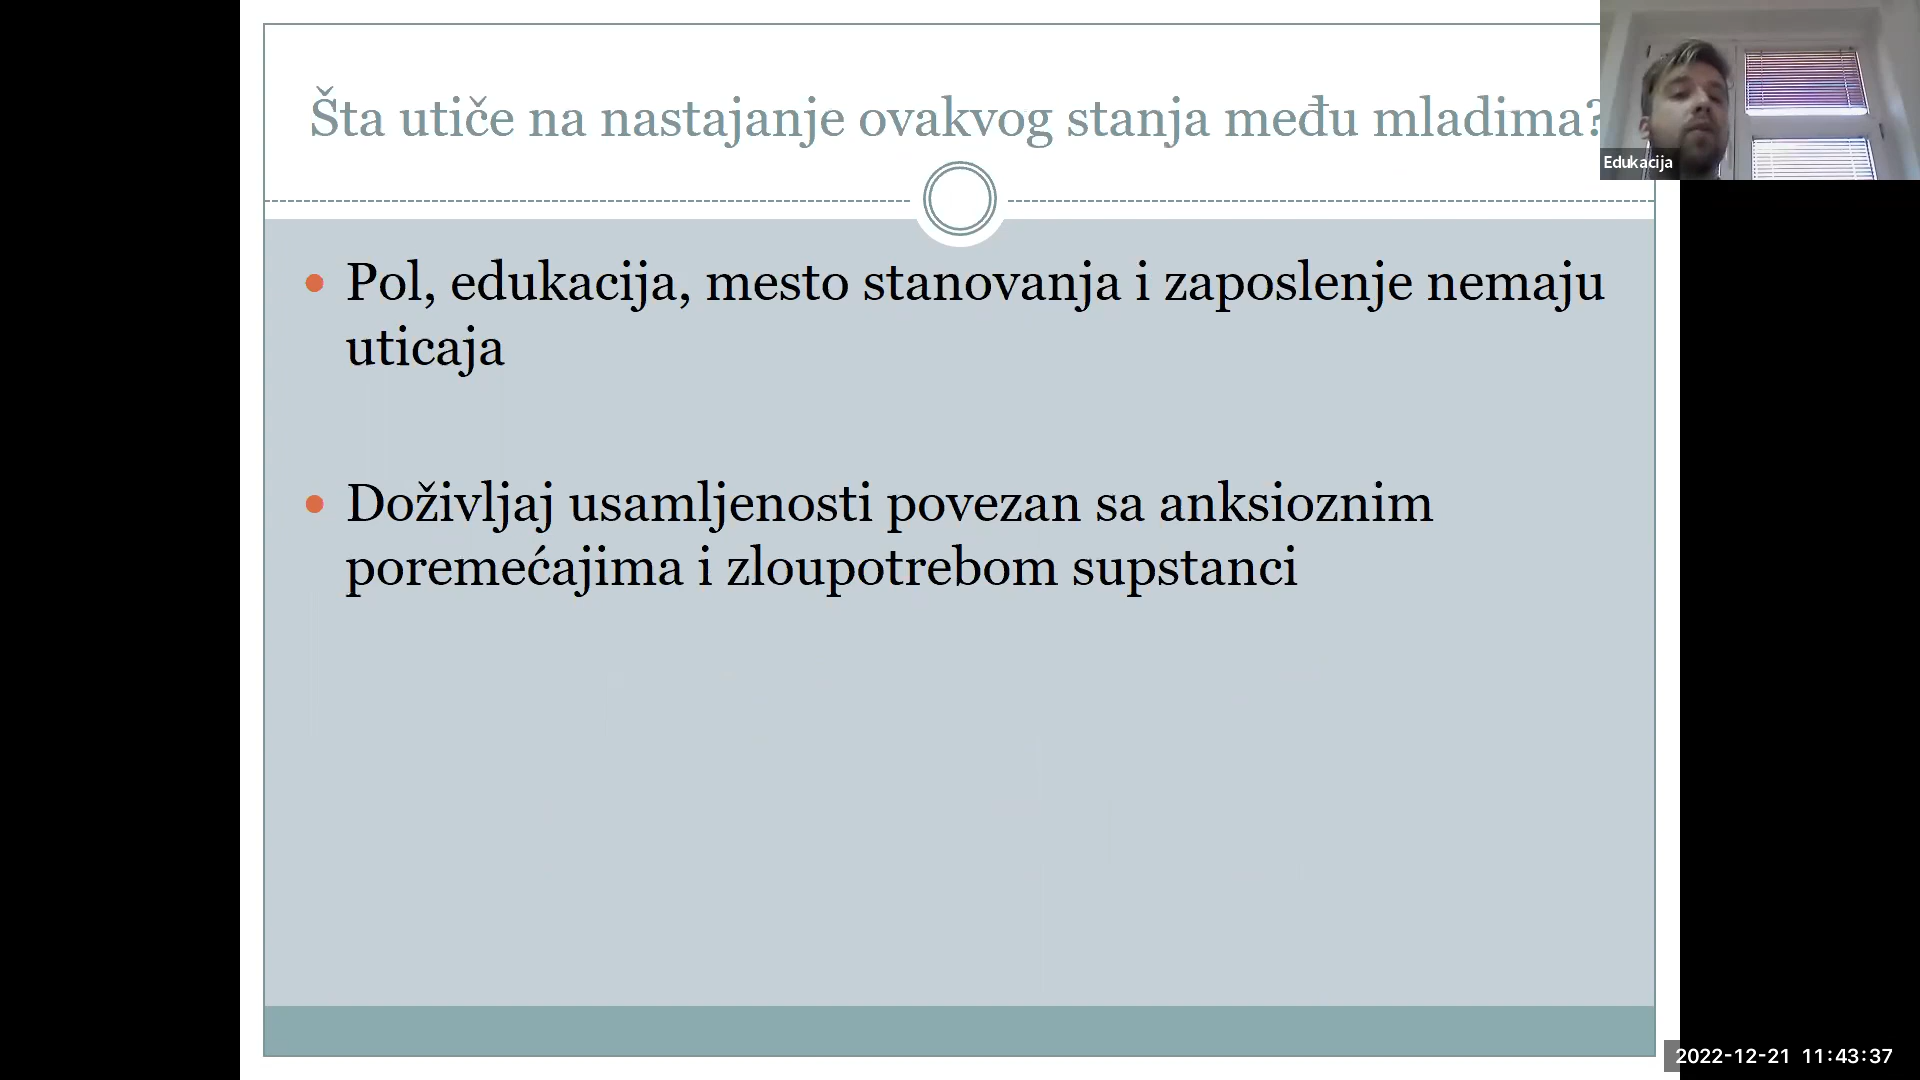 Šta utiče na nastajanje ovakvog stanja među mladima?
Edukacija
Pol, edukacija, mesto stanovanja i zaposlenje nemaju
uticaja
Doživljaj usamljenosti povezan sa anksioznim
poremećajima i zloupotrebom supstanci
2022-12-21 11:43:37